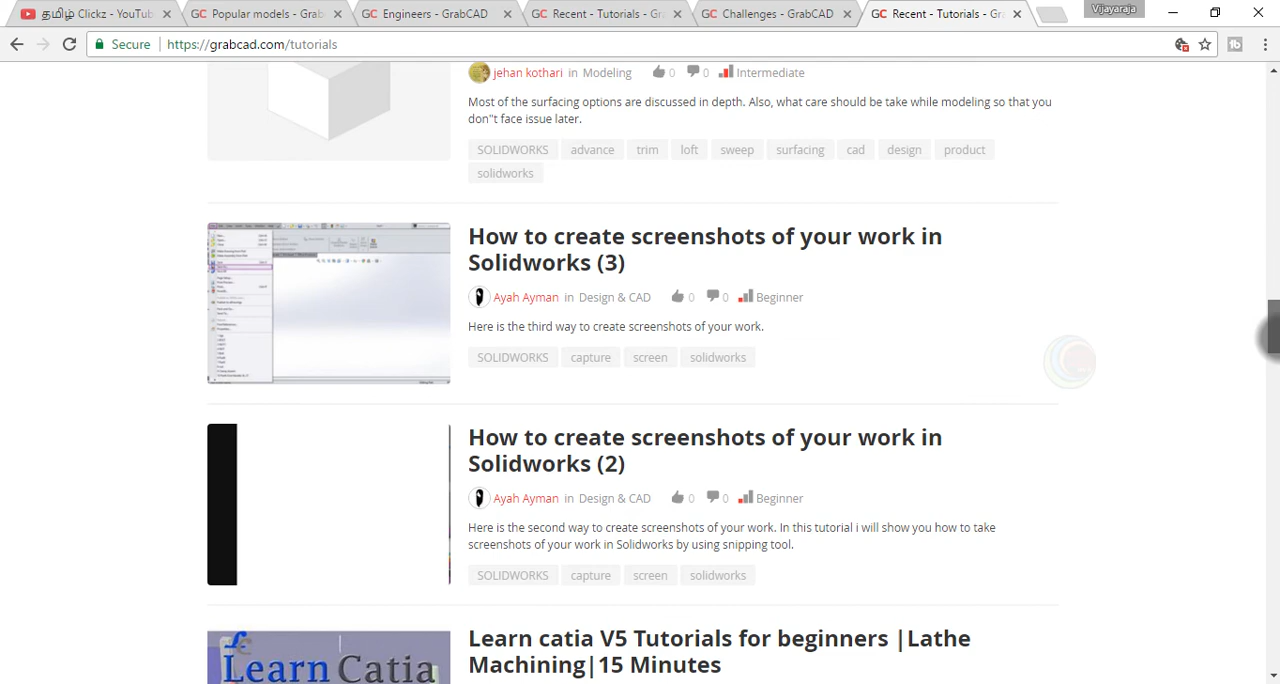 தமிழ் Clickz - YouTub
GC Popular models - Grab
GC Engineer - GrabCAD
GC Recent - Tutorials - Gra
GC Challenges - GrabCAD
GC Recent - Tutorials - Gra
Vijayaraja
Secure https://grabcad.com/tutorials
jehan kothari in Modeling 0 0 Intermediate
Most of the surfacing options are discussed in depth. Also, what care should be take while modeling so that you
don"t face issue later.
SOLIDWORKS advance trim loft sweep surfacing cad design product
solidworks
How to create screenshots of your work in
Solidworks (3)
Ayah Ayman in Design & CAD 0 0 Beginner
Here is the third way to create screenshots of your work.
SOLIDWORKS capture screen solidworks
How to create screenshots of your work in
Solidworks (2)
Ayah Ayman in Design & CAD 0 0 Beginner
Here is the second way to create screenshots of your work. In this tutorial i will show you how to take
screenshots of your work in Solidworks by using snipping tool.
SOLIDWORKS capture screen solidworks
Learn Catia
Learn catia V5 Tutorials for beginners |Lathe
Machining|15 Minutes